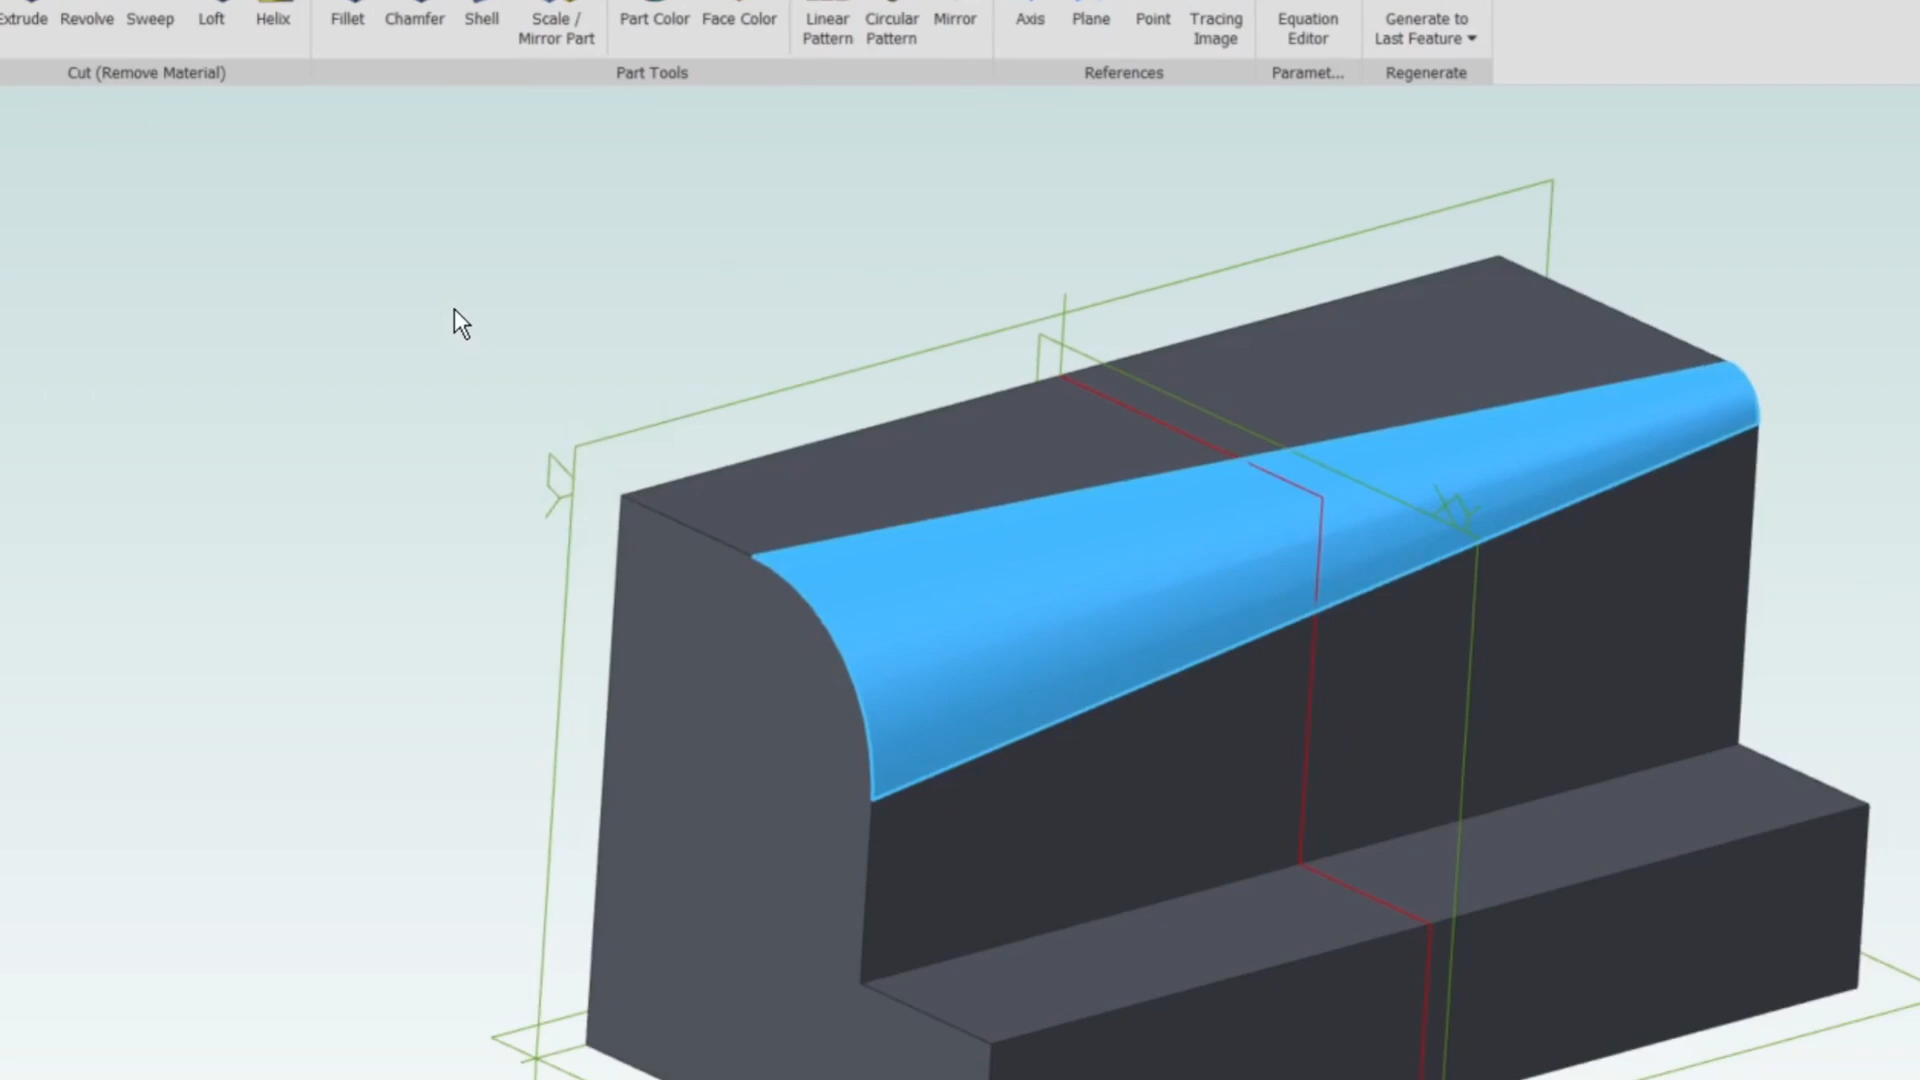 Extrude Revolve Sweep Loft Helix Fillet Chamfer Shell Scale / Part Color Face Color Linear Circular Mirror Axis Plane Point Tracing Equation Generate to
Mirror Part Pattern Pattern Image Editor Last Feature
Cut (Remove Material) Part Tools References Paramet... Regenerate